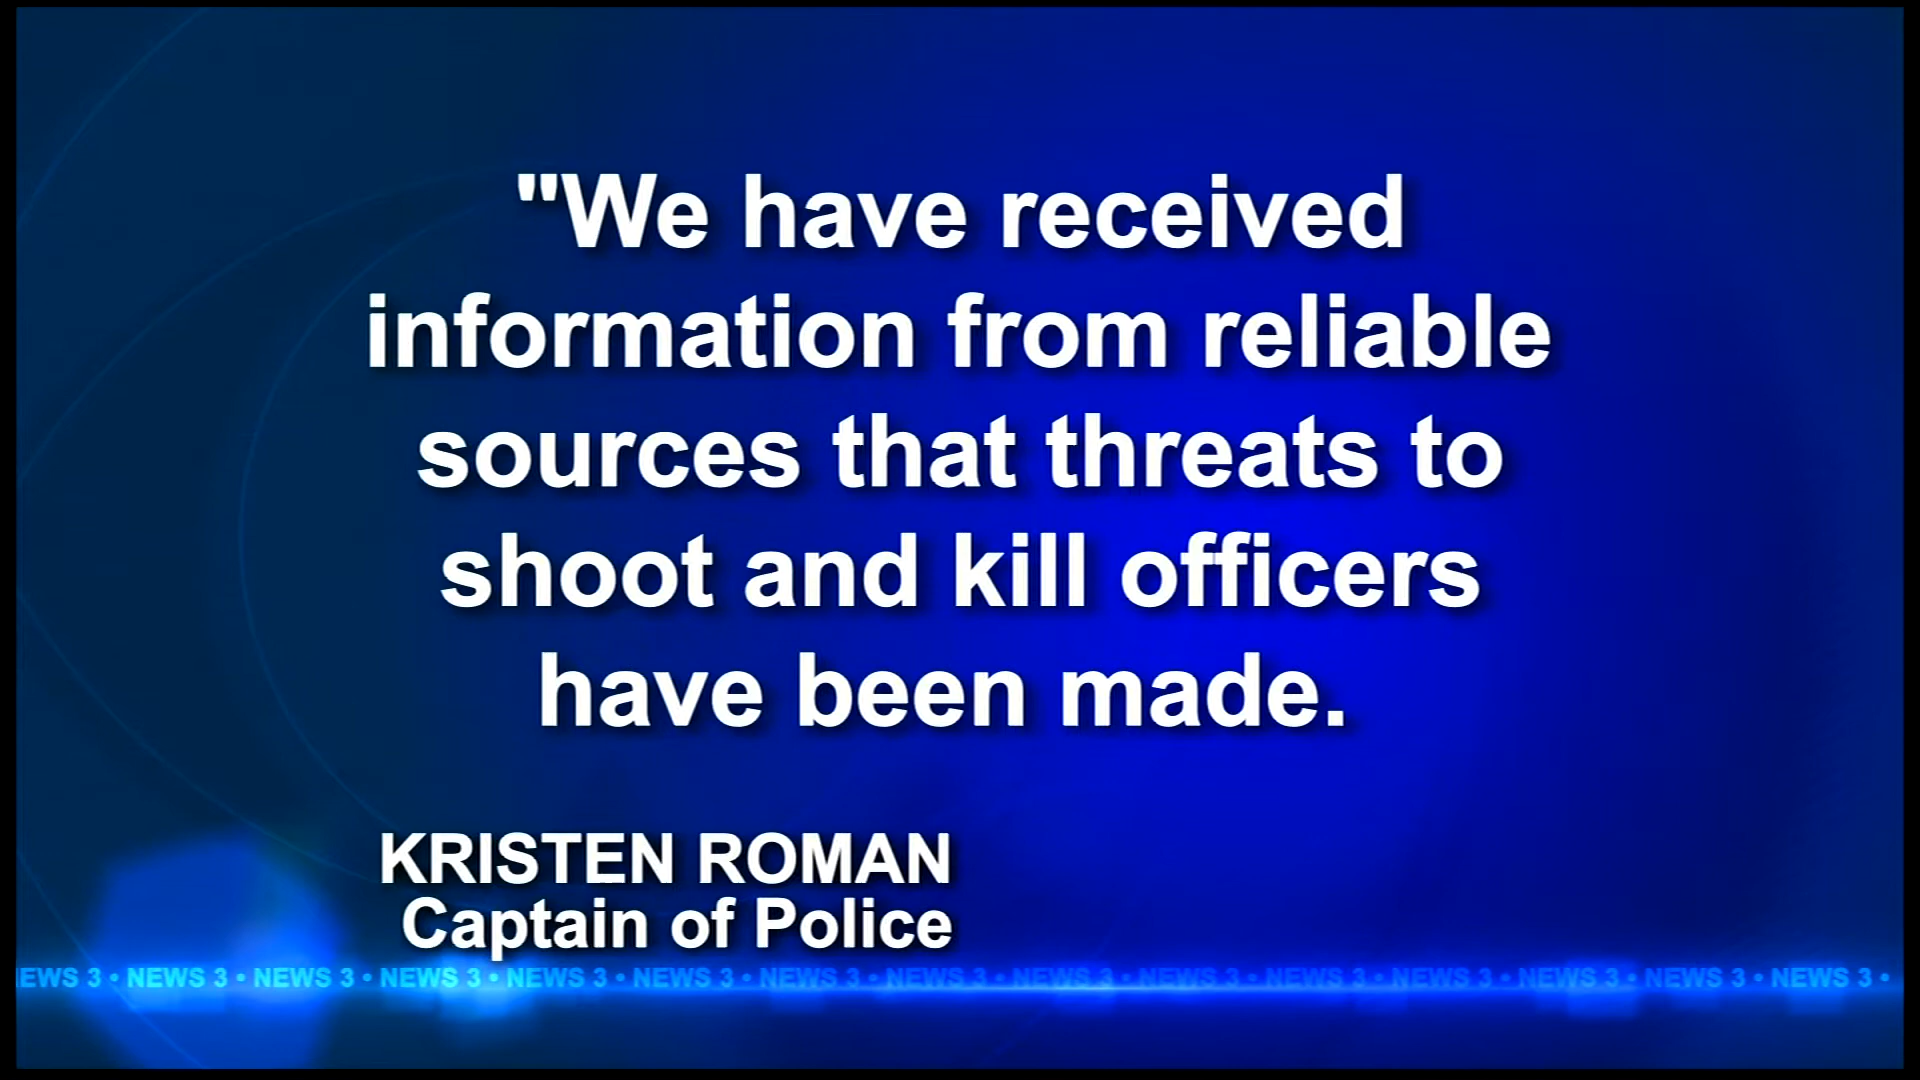 "We have received
information from reliable
sources that threats to
shoot and kill officers
have been made.
KRISTEN ROMAN
Captain of Police
EWS 3 • NEWS 3 • NEWS 3 • NEWS 3 • NEWS 3 • NEWS 3 • NEWS 3 • NEWS 3 • NEWS 3 • NEWS 3 • NEWS 3 • NEWS 3 • NEWS 3 • NEWS 3 • NEWS 3 •